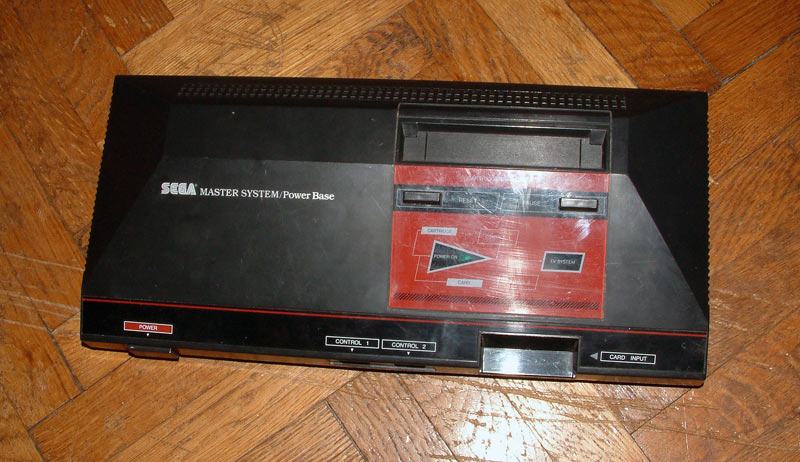 SEGA MASTER SYSTEM/Power Base
RESET PAUSE
CARTRIDGE
POWER ON
TV SYSTEM
CARD
POWER
CONTROL 1 CONTROL 2
CARD INPUT